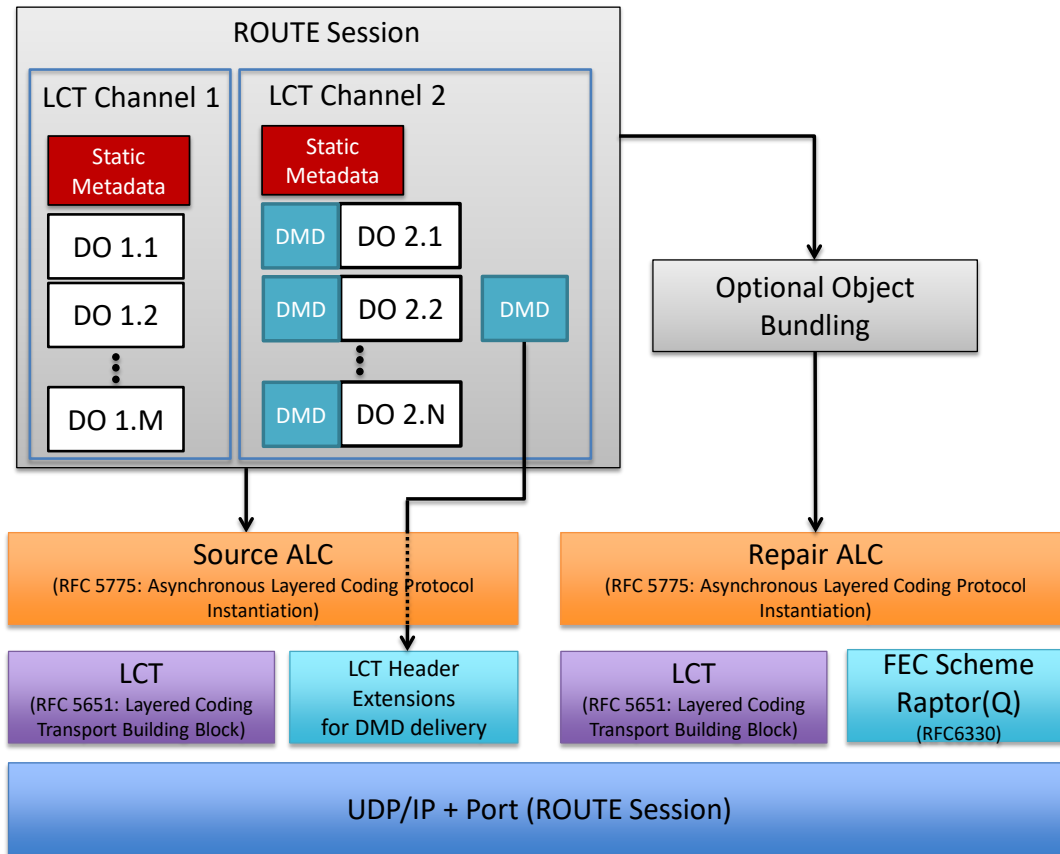 ROUTE Session
LCT Channel 1
Static
Metadata
DO 1.1
DO 1.2
DO 1.M
LCT Channel 2
Static
Metadata
DMD
DO 2.1
DMD
DO 2.2
DMD
DMD
DO 2.N
Optional Object
Bundling
Source ALC
(RFC 5775: Asynchronous Layered Coding Protocol
Instantiation)
Repair ALC
(RFC 5775: Asynchronous Layered Coding Protocol
Instantiation)
LCT
(RFC 5651: Layered Coding
Transport Building Block)
LCT Header
Extensions
for DMD delivery
LCT
(RFC 5651: Layered Coding
Transport Building Block)
FEC Scheme
Raptor(Q)
(RFC6330)
UDP/IP + Port (ROUTE Session)